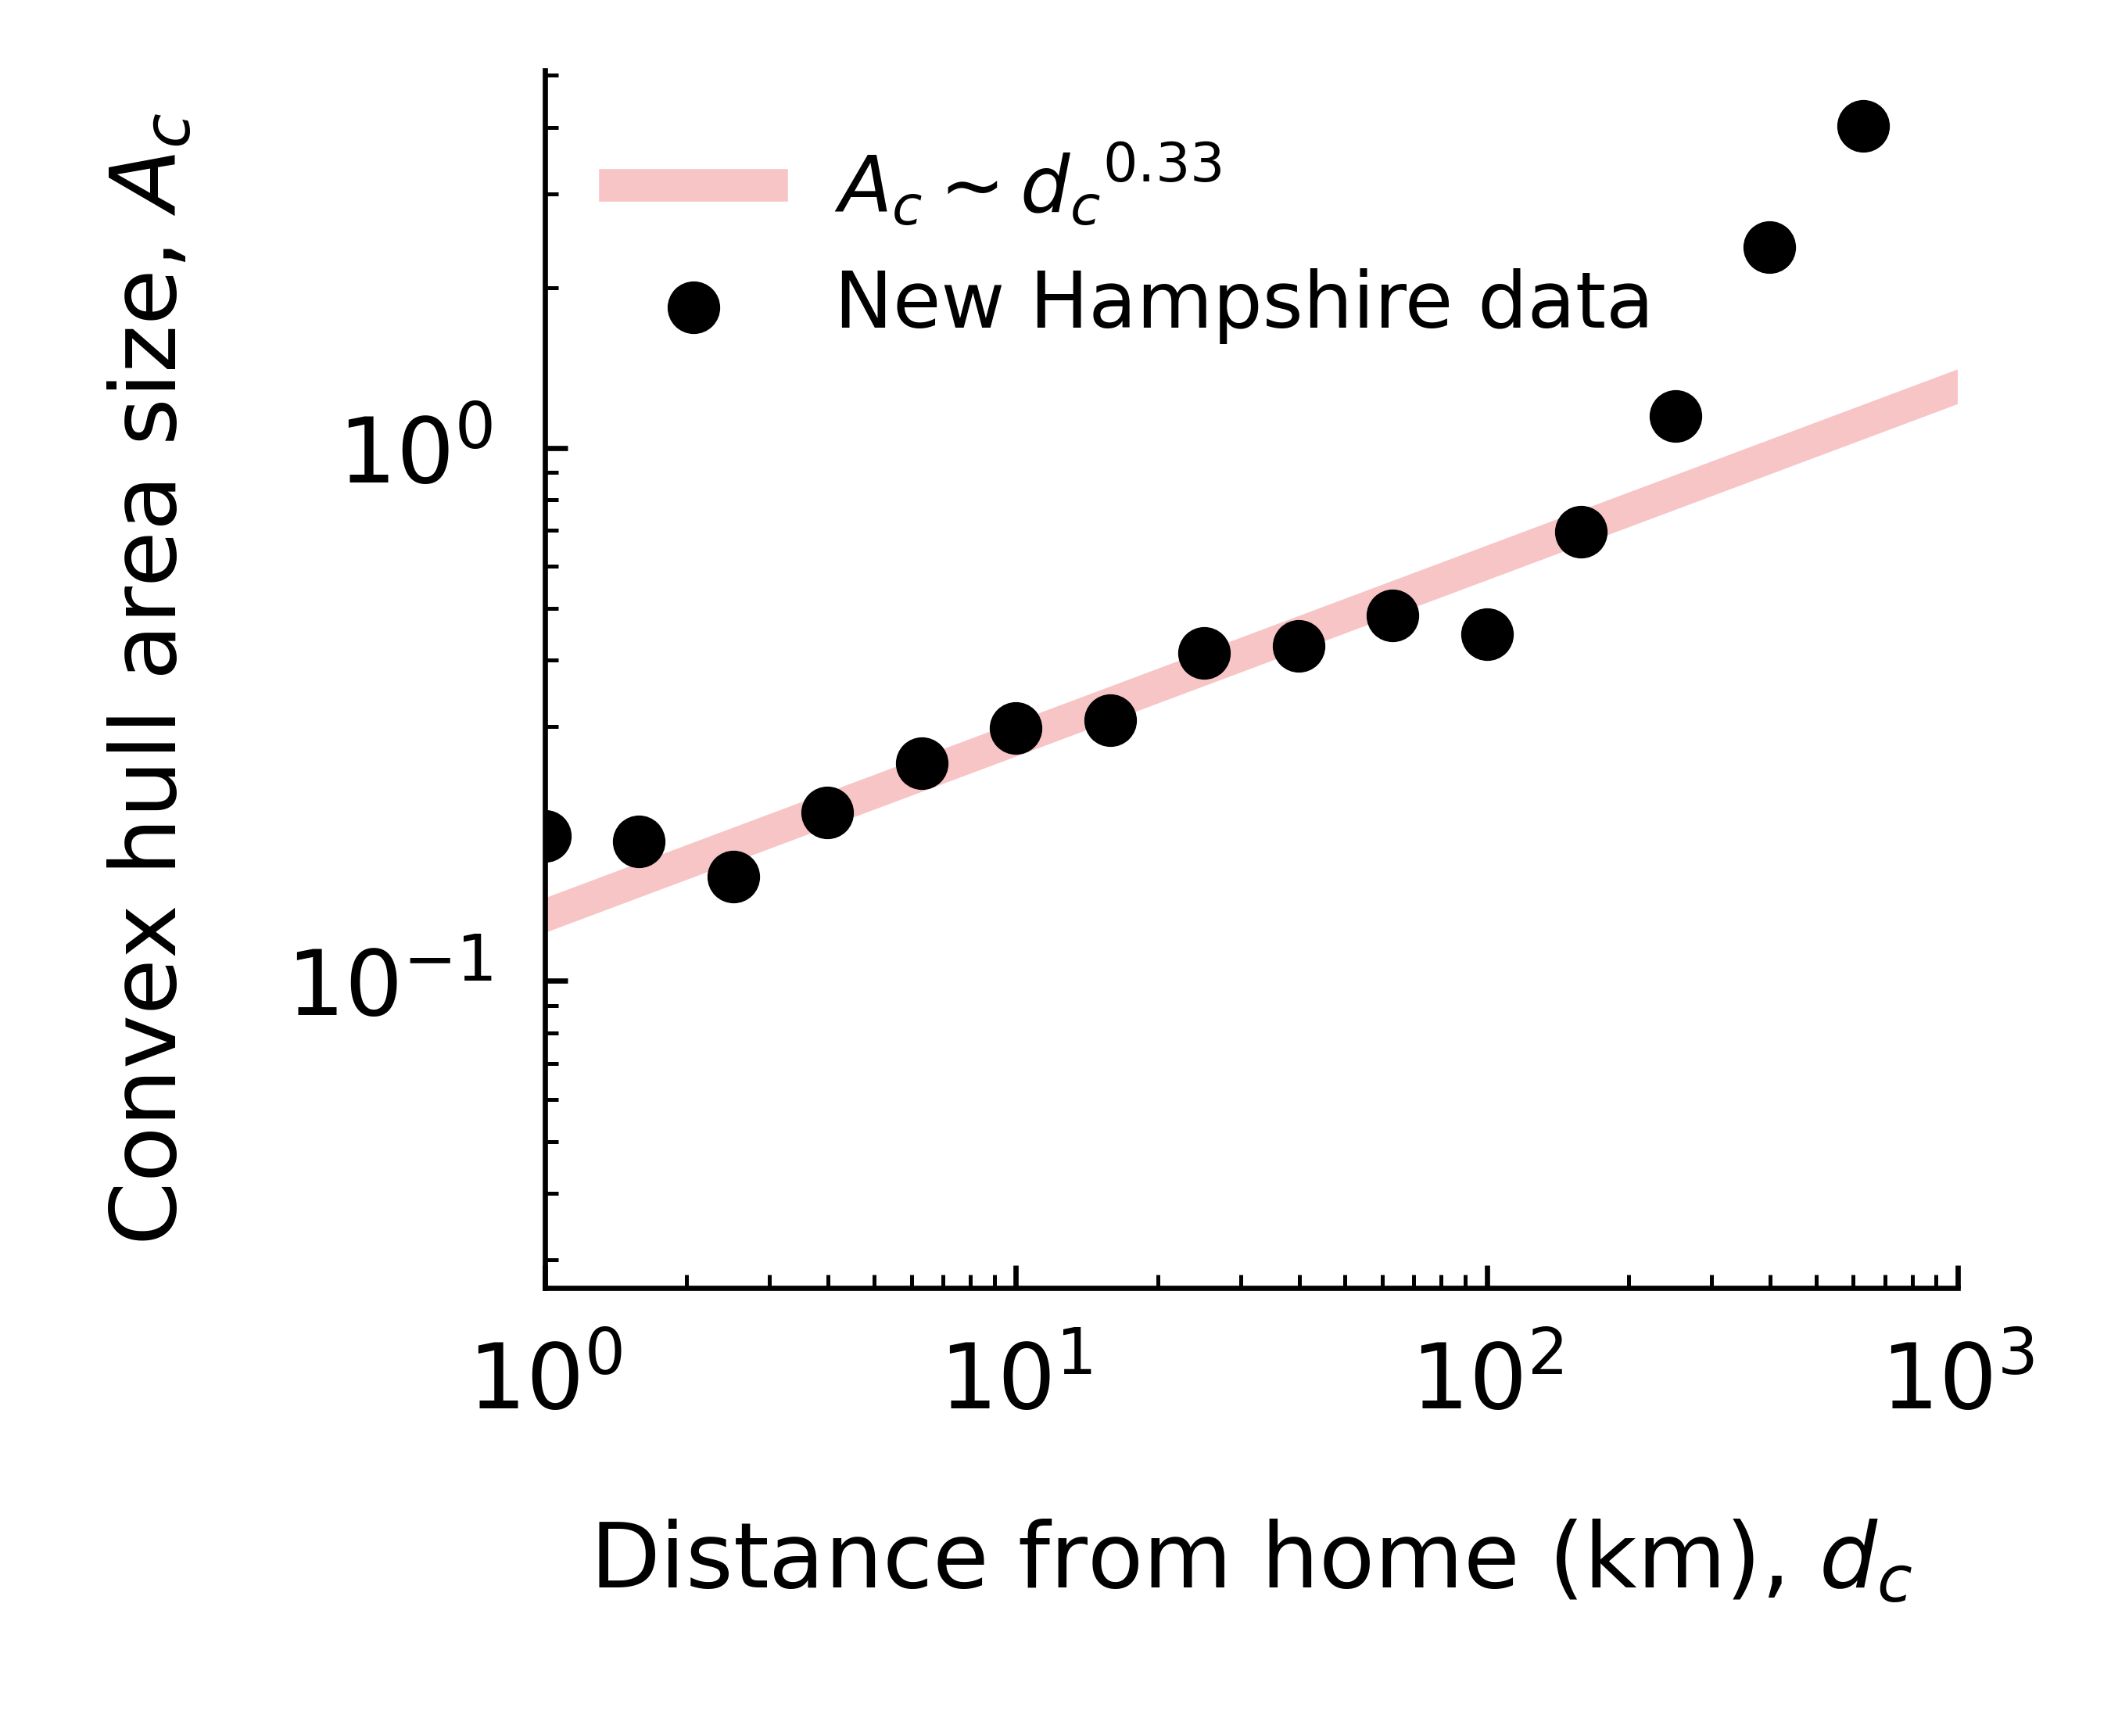 Convex hull area size, A_c
A_c ~ d_c^0.33
New Hampshire data
10^0
10^−1
10^0 10^1 10^2 10^3
Distance from home (km), d_c